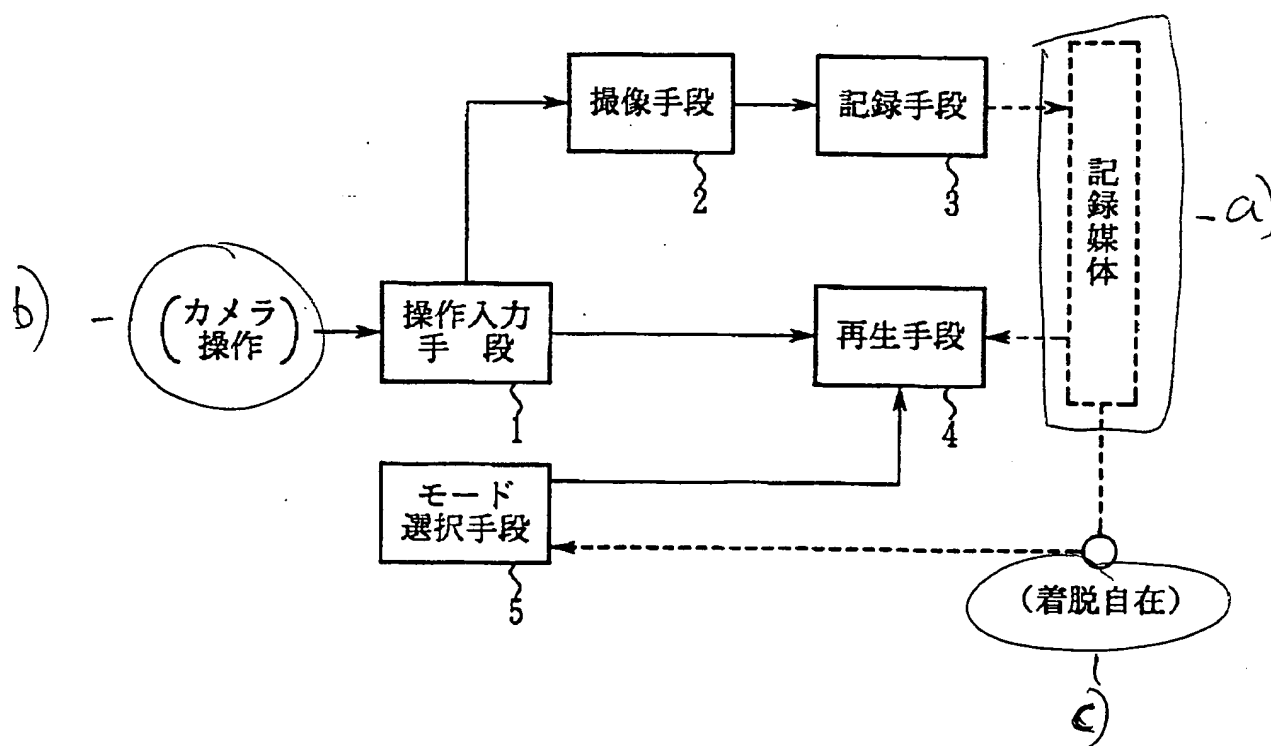 撮像手段
2
記録手段
3
記録媒体
a)
b)
(カメラ
操作)
操作入力
手 段
1
再生手段
4
モード
選択手段
5
(着脱自在)
c)